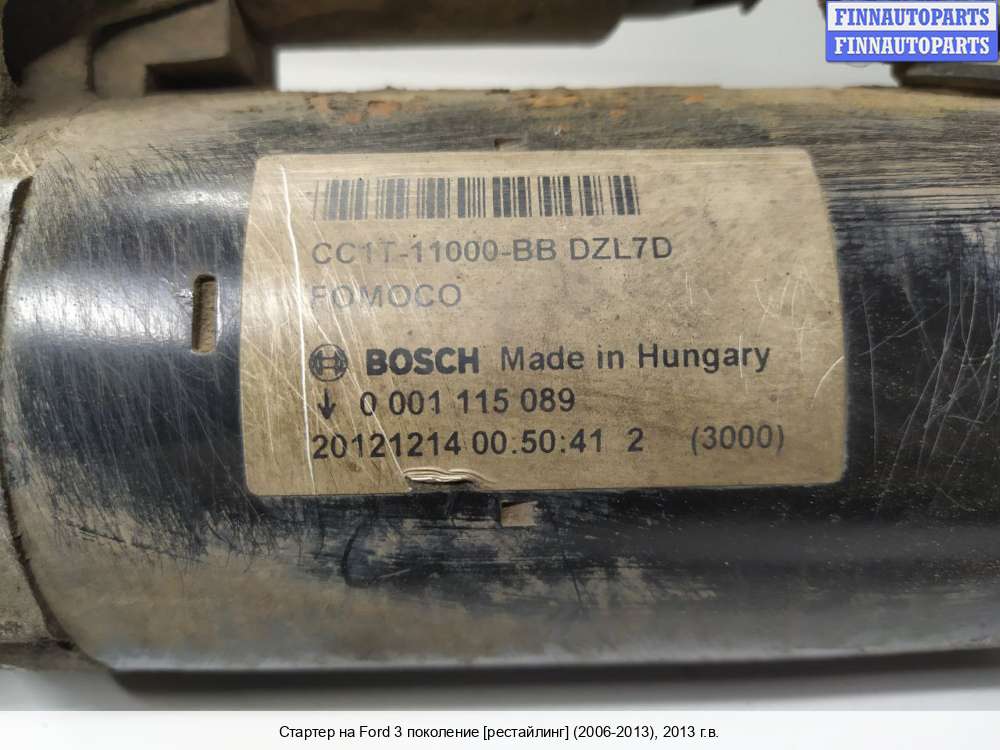 FINNAUTOPARTS
FINNAUTOPARTS
CC1T-11000-BB DZL7D
FOMOCO
BOSCH Made in Hungary
↓ 0 001 115 089
20121214 00:50:41 2 (3000)
Стартер на Ford 3 поколение [рестайлинг] (2006-2013), 2013 г.в.